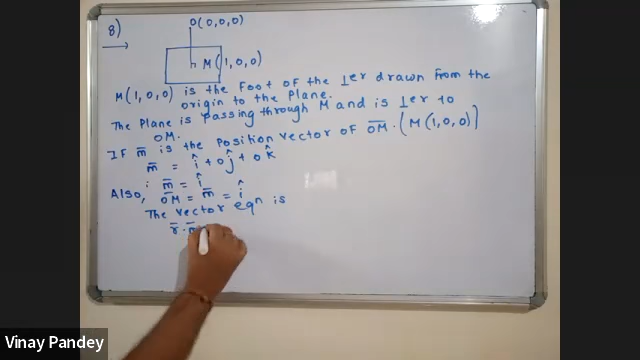 8)
O(0,0,0)
M(1,0,0)
M(1,0,0) is the Foot of the ⊥er drawn from the
origin to the plane.
The plane is passing through M and is ⊥er to
OM.
If m̄ is the position vector of O̅M̅. (M(1,0,0))
m̄ = î + 0ĵ + 0k̂
∴ m̄ = î
Also, O̅M̅ = m̄ = î
The vector eqn is
r̄.
Vinay Pandey